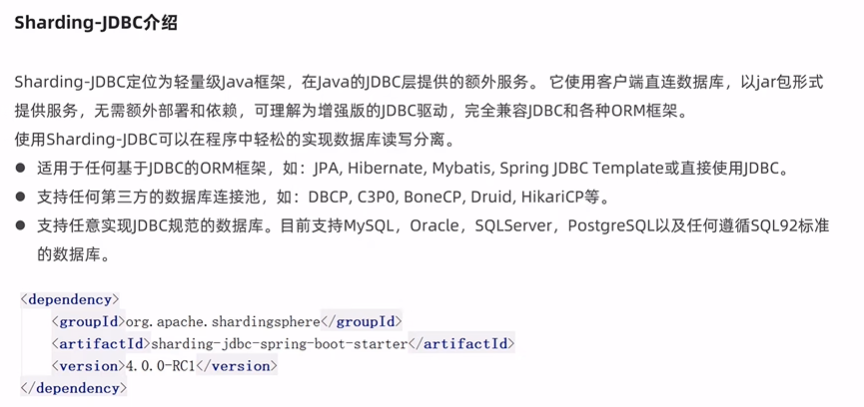 Sharding-JDBC介绍
Sharding-JDBC定位为轻量级Java框架，在Java的JDBC层提供的额外服务。 它使用客户端直连数据库，以jar包形式
提供服务，无需额外部署和依赖，可理解为增强版的JDBC驱动，完全兼容JDBC和各种ORM框架。
使用Sharding-JDBC可以在程序中轻松的实现数据库读写分离。
● 适用于任何基于JDBC的ORM框架，如：JPA, Hibernate, Mybatis, Spring JDBC Template或直接使用JDBC。
● 支持任何第三方的数据库连接池，如：DBCP, C3P0, BoneCP, Druid, HikariCP等。
● 支持任意实现JDBC规范的数据库。目前支持MySQL，Oracle，SQLServer，PostgreSQL以及任何遵循SQL92标准
的数据库。
<dependency>
<groupId>org.apache.shardingsphere</groupId>
<artifactId>sharding-jdbc-spring-boot-starter</artifactId>
<version>4.0.0-RC1</version>
</dependency>